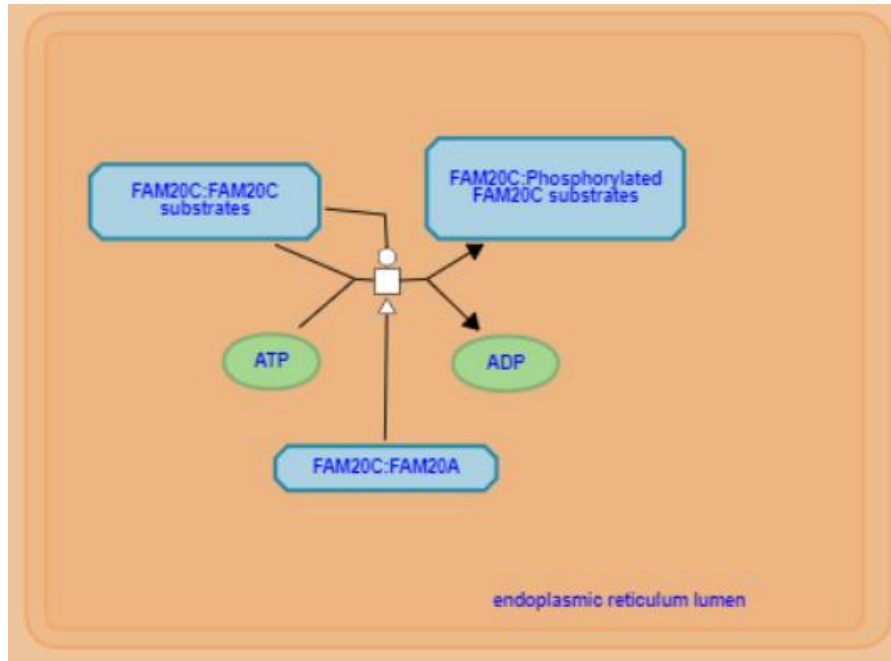 FAM20C:FAM20C
substrates
FAM20C:Phosphorylated
FAM20C substrates
ATP
ADP
FAM20C:FAM20A
endoplasmic reticulum lumen